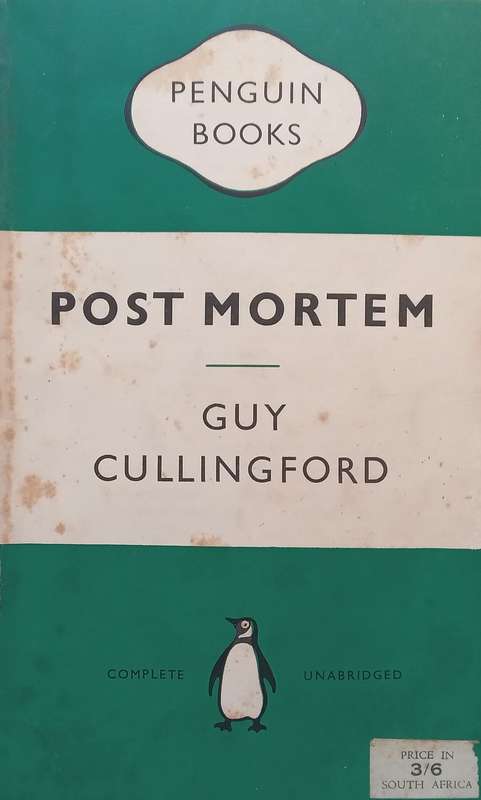 PENGUIN
BOOKS
POST MORTEM
GUY
CULLINGFORD
COMPLETE UNABRIDGED
PRICE IN
3/6
SOUTH AFRICA